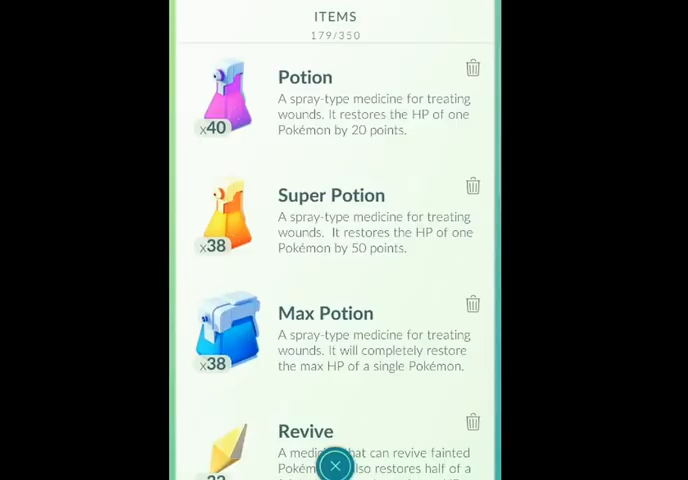 ITEMS
179/350
Potion
A spray-type medicine for treating
wounds. It restores the HP of one
Pokémon by 20 points.
x40
Super Potion
A spray-type medicine for treating
wounds. It restores the HP of one
Pokémon by 50 points.
x38
Max Potion
A spray-type medicine for treating
wounds. It will completely restore
the max HP of a single Pokémon.
x38
Revive
A medici that can revive fainted
Pokém lso restores half of a